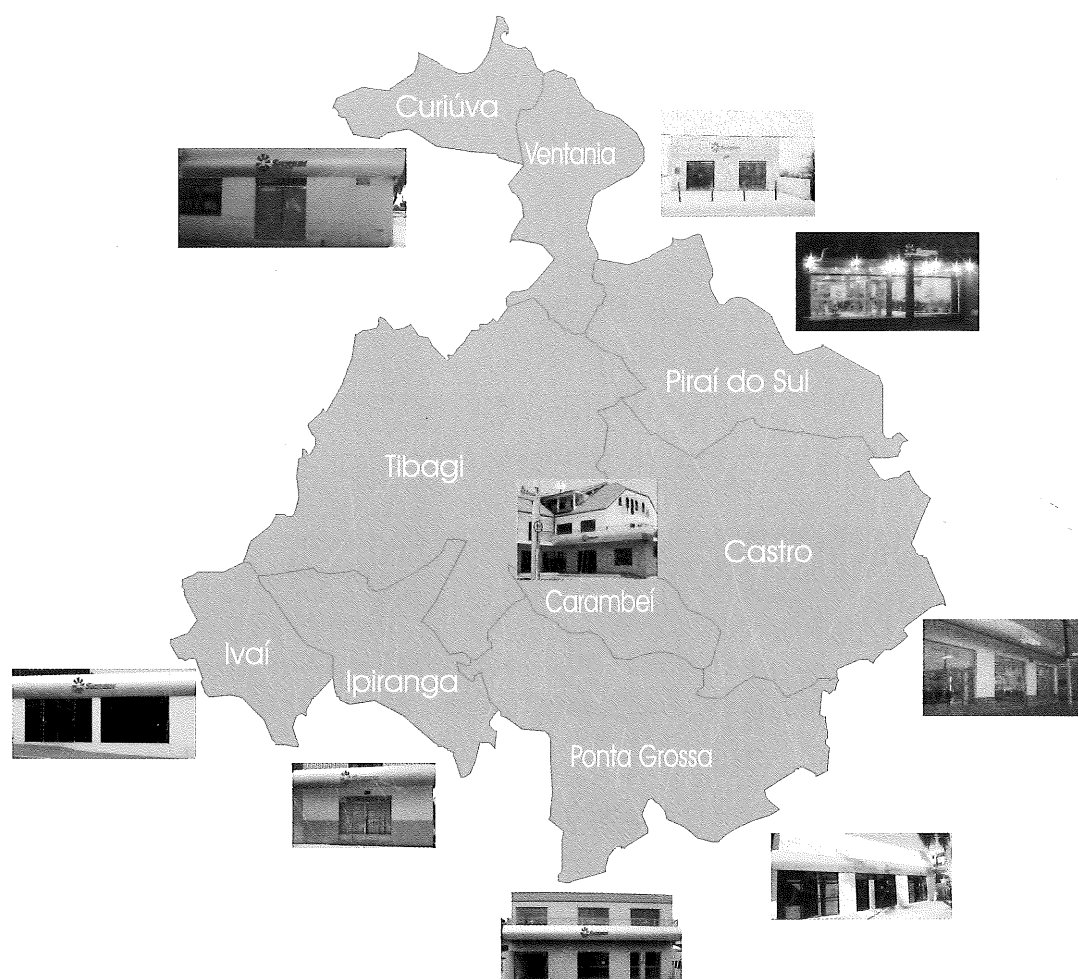 Curiúva
Ventania
Piraí do Sul
Tibagi
Castro
Carambeí
Ivaí
Ipiranga
Ponta Grossa